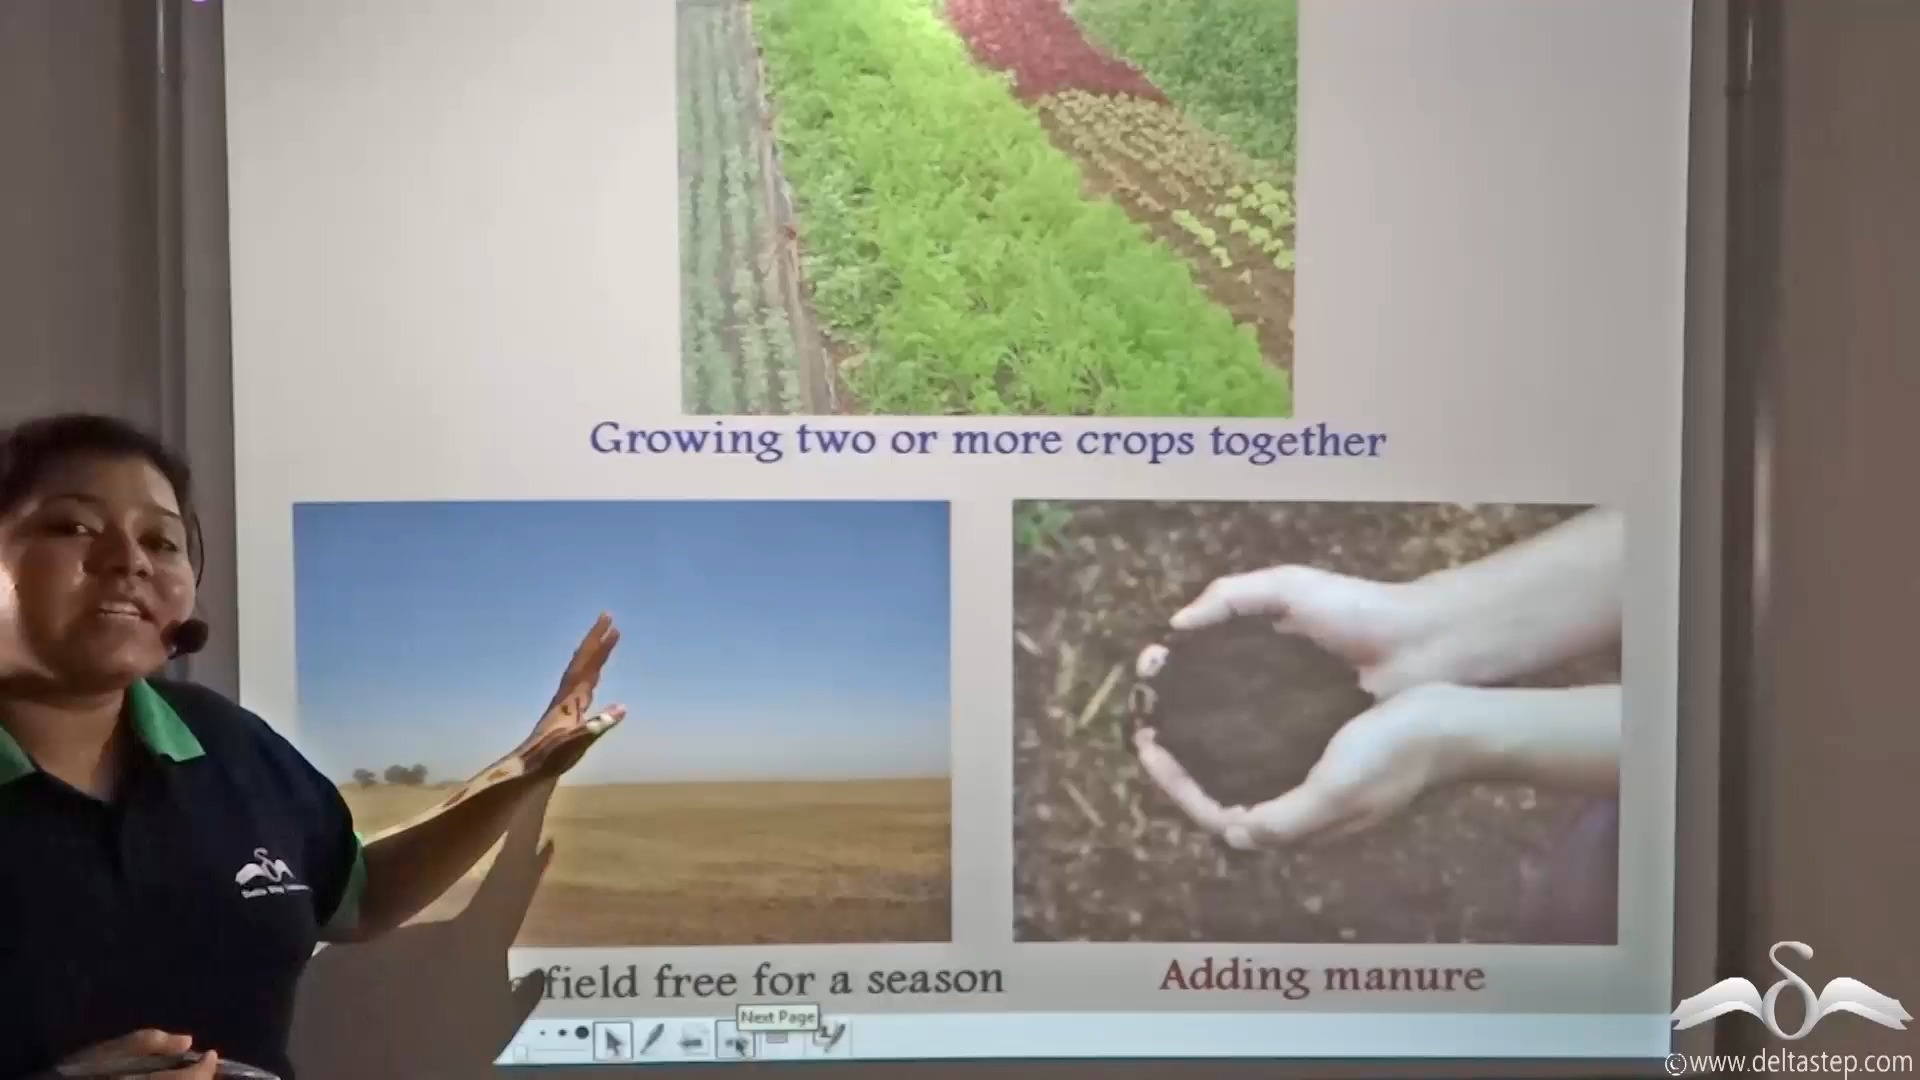 Growing two or more crops together
field free for a season
Adding manure
Next Page
©www.deltastep.com